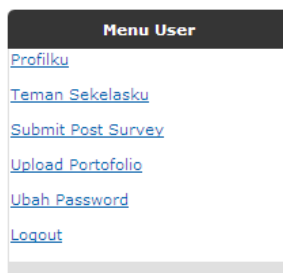 Menu User
Profilku
Teman Sekelasku
Submit Post Survey
Upload Portofolio
Ubah Password
Logout